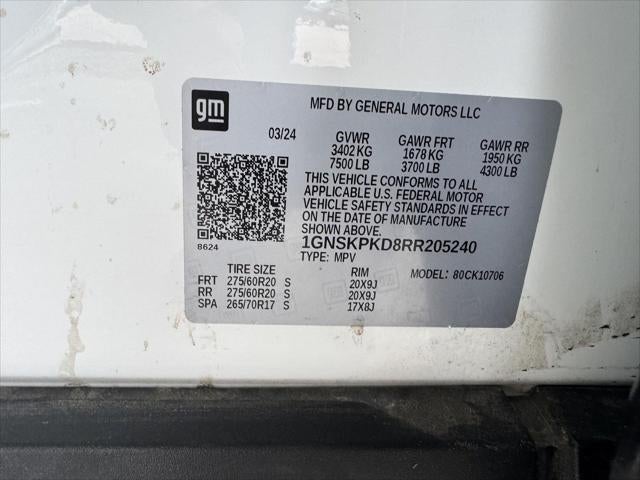 gm
MFD BY GENERAL MOTORS LLC
03/24 GVWR GAWR FRT GAWR RR
3402 KG 1678 KG 1950 KG
7500 LB 3700 LB 4300 LB
THIS VEHICLE CONFORMS TO ALL
APPLICABLE U.S. FEDERAL MOTOR
VEHICLE SAFETY STANDARDS IN EFFECT
ON THE DATE OF MANUFACTURE
SHOWN ABOVE.
8624
1GNSKPKD8RR205240
TYPE: MPV
TIRE SIZE RIM MODEL: 80CK10706
FRT 275/60R20 S 20X9J
RR 275/60R20 S 20X9J
SPA 265/70R17 S 17X8J